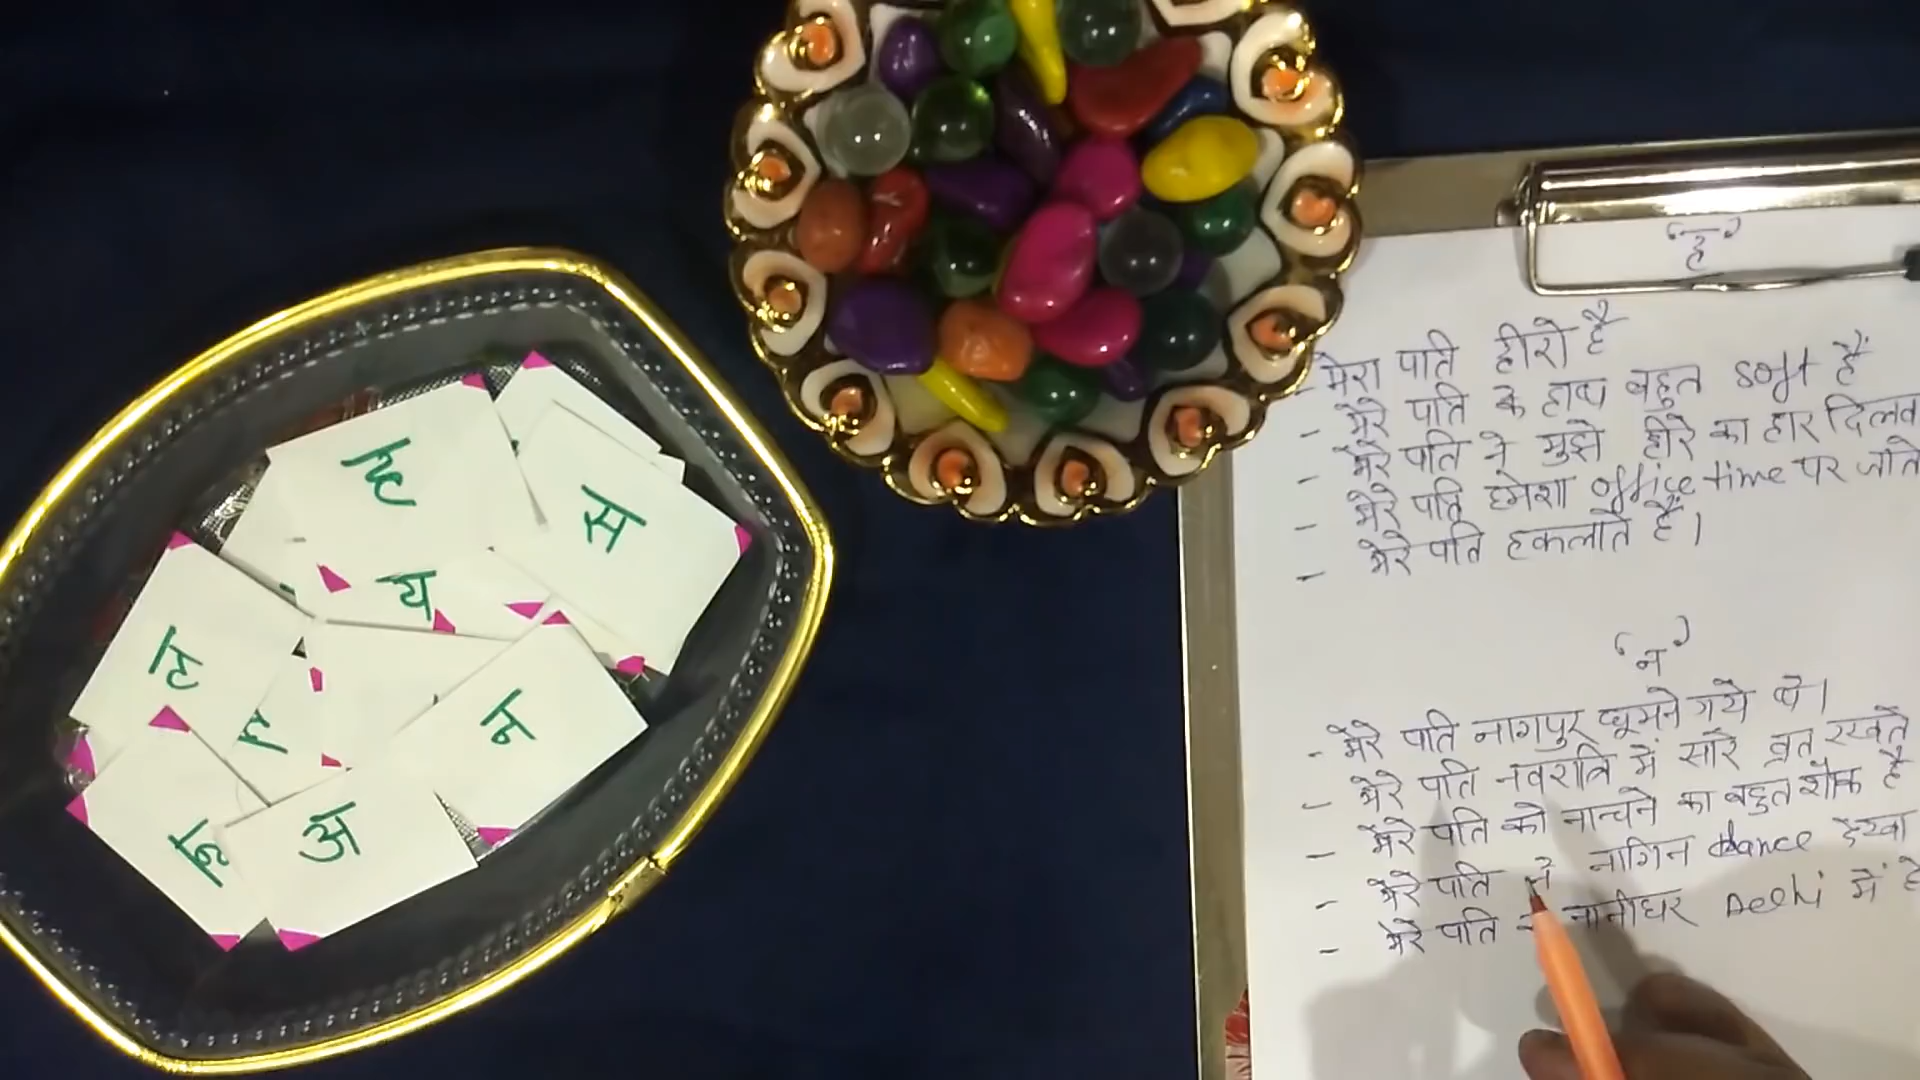 ह
स
य
न
अ
"ह"
- मेरा पति हीरो है
- मेरे पति के हाथ बहुत soft हैं
- मेरे पति ने मुझे हीरे का हार
- मेरे पति हमेशा office time पर जाते
- मेरे पति हकलाते हैं।
"न"
- मेरे पति नागपुर घूमने गये थे।
- मेरे पति नवरात्रि में सारे व्रत रखते
- मेरे पति को नाचने का बहुत शौक है
- मेरे पति ने नागिन dance देखा
- मेरे पति नानीघर Delhi में